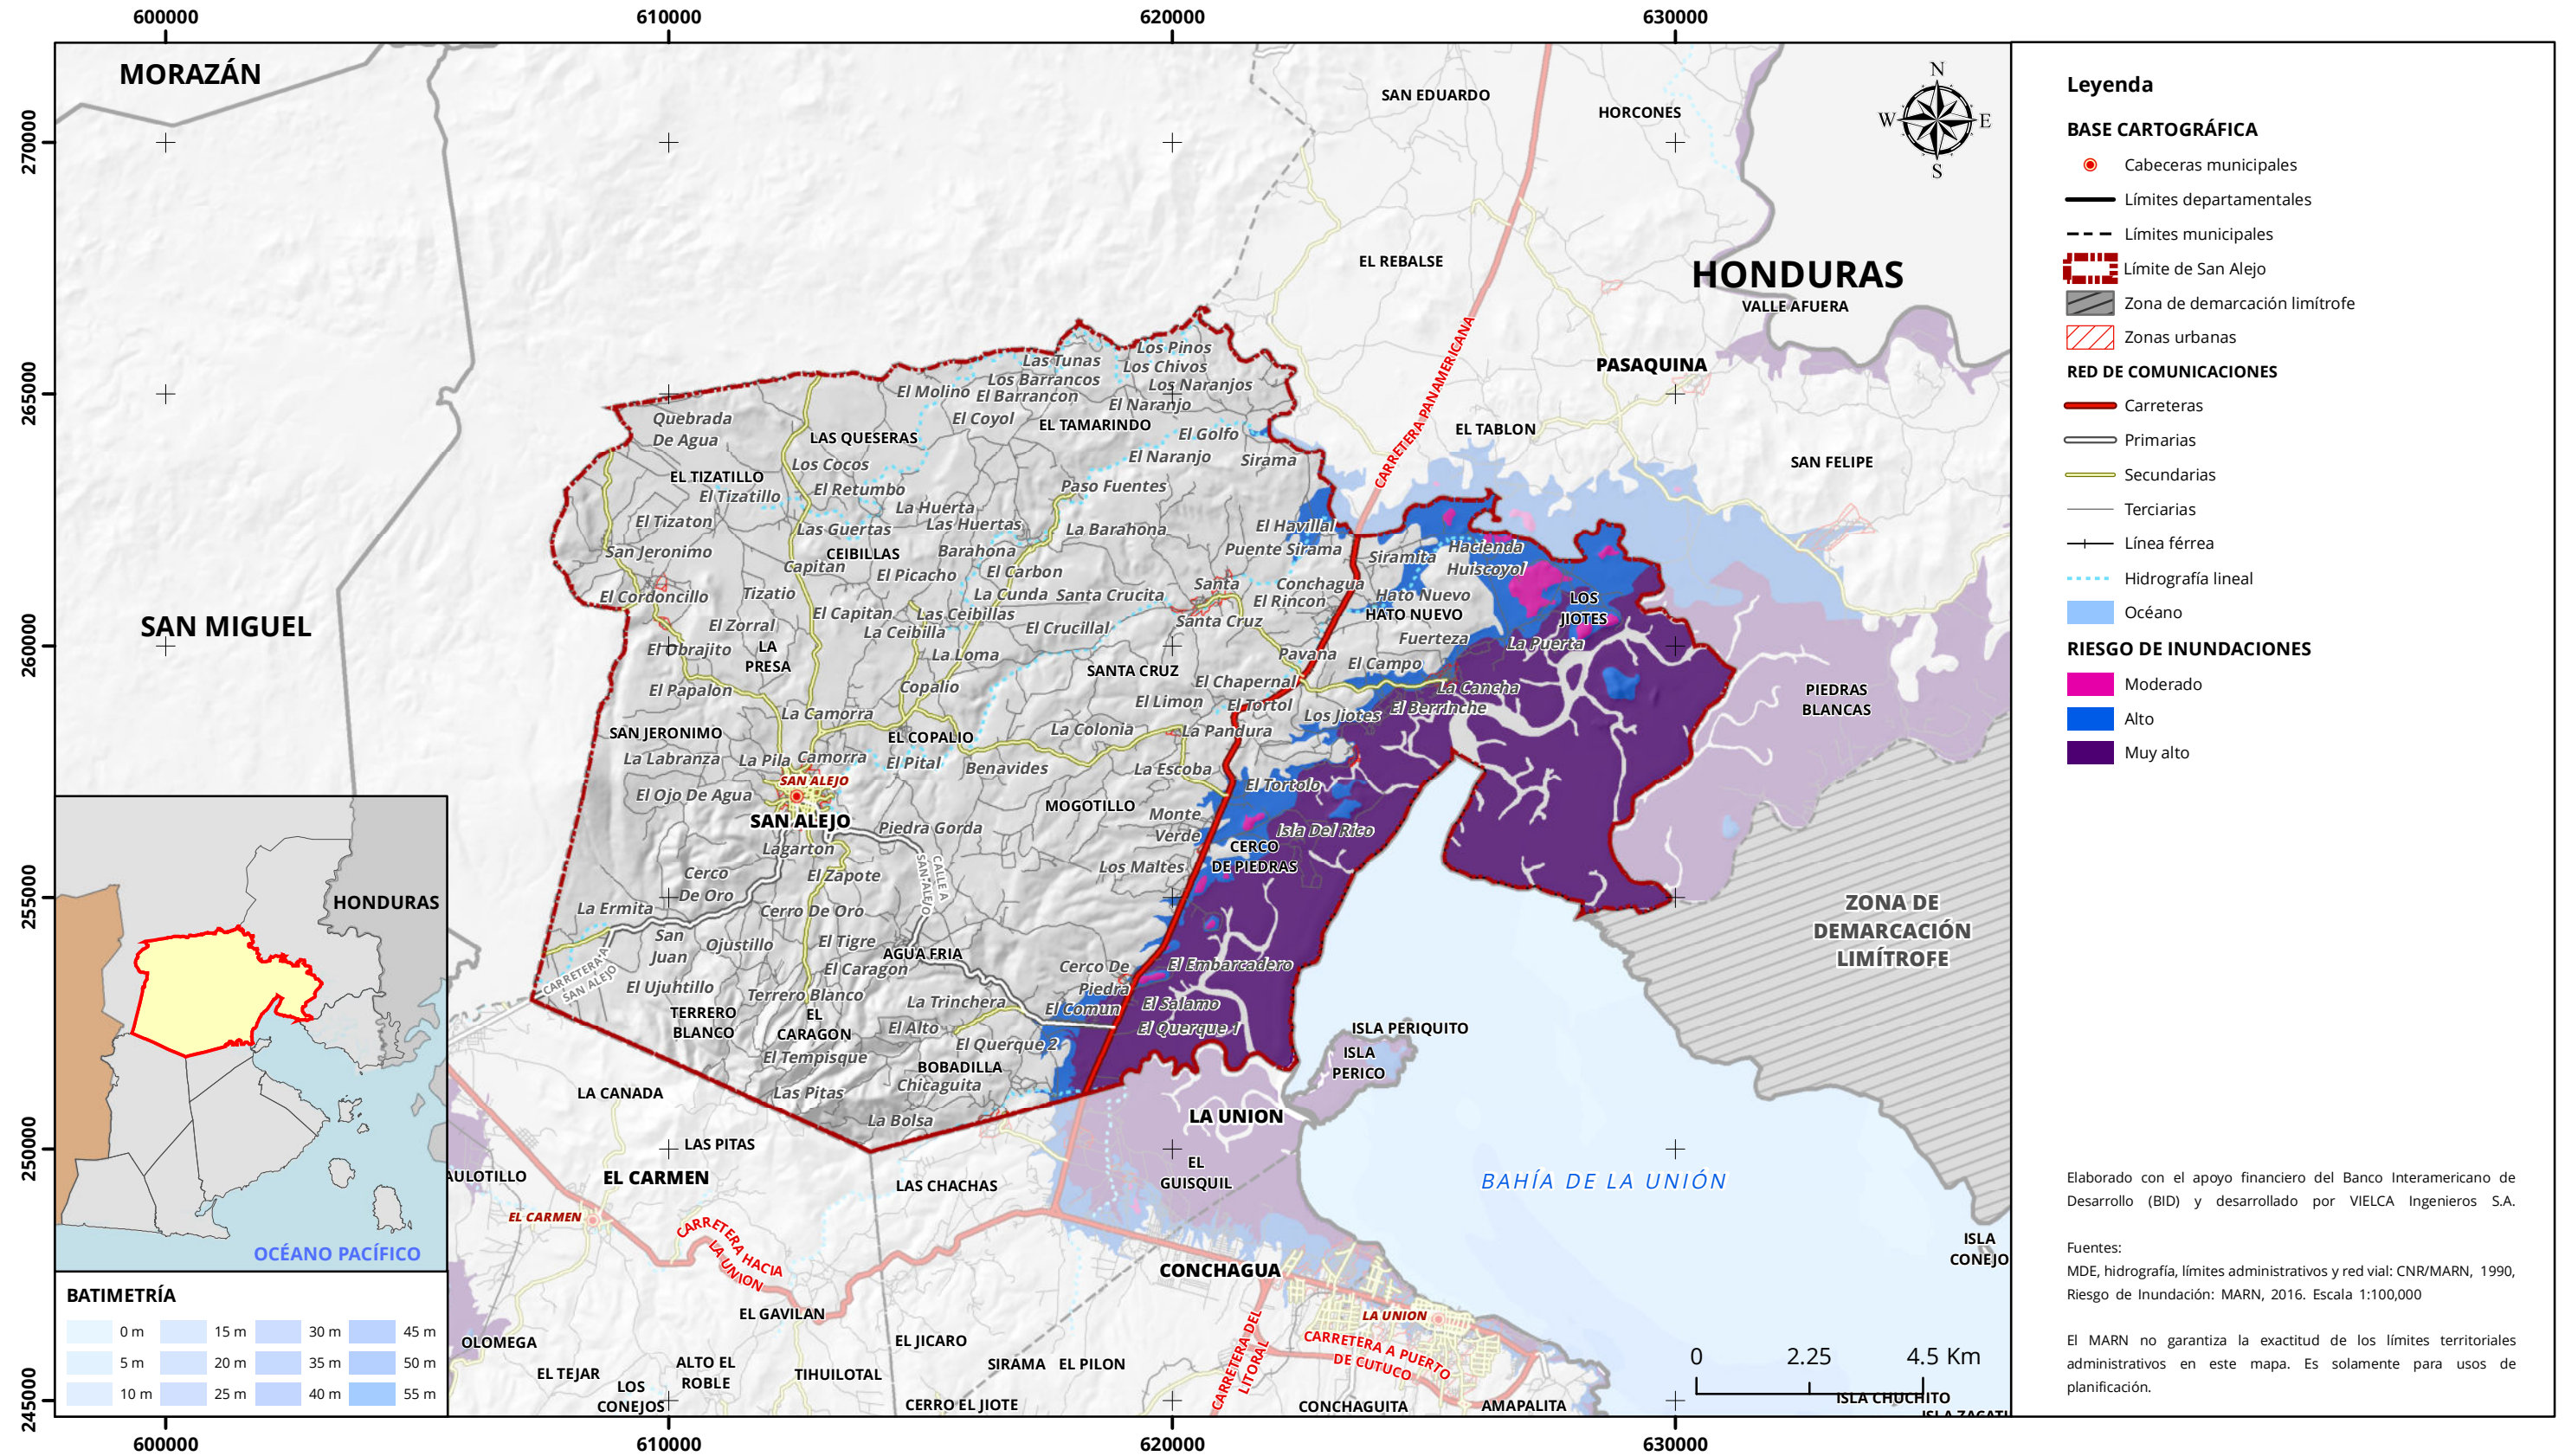 600000
610000
620000
630000
270000
265000
260000
255000
250000
245000
600000
610000
620000
630000
MORAZÁN
SAN MIGUEL
HONDURAS
SAN EDUARDO
HORCONES
N
W
E
S
EL REBALSE
VALLE AFUERA
PASAQUINA
EL TABLON
SAN FELIPE
CARRETERA PANAMERICANA
Las Tunas
Los Pinos
Los Chivos
Los Barrancos
El Molino
El Barrancon
Los Naranjos
El Naranjo
Quebrada
De Agua
El Coyol
EL TAMARINDO
LAS QUESERAS
El Golfo
Los Cocos
El Naranjo
Sirama
EL TIZATILLO
El Tizatillo
El Retumbo
Paso Fuentes
La Huerta
El Tizaton
Las Guertas
Las Huertas
La Barahona
El Havillal
San Jeronimo
CEIBILLAS
Barahona
Puente Sirama
Siramita
Hacienda
Huiscoyol
Capitan
El Picacho
El Carbon
Santa
Conchagua
El Cordoncillo
Tizatio
La Cunda
Santa Crucita
El Rincon
Hato Nuevo
LOS
JIOTES
El Capitan
Las Ceibillas
HATO NUEVO
El Zorral
La Ceibilla
El Crucillal
Santa Cruz
Fuerteza
La Puerta
El Obrajito
LA
PRESA
La Loma
Pavana
El Campo
SANTA CRUZ
El Papalon
Copalio
El Chapernal
La Cancha
PIEDRAS
BLANCAS
El Limon
El Tortol
El Berrinche
La Camorra
Los Jiotes
SAN JERONIMO
EL COPALIO
La Colonia
La Pandura
La Labranza
La Pila
Camorra
El Pital
Benavides
La Escoba
SAN ALEJO
El Tortolo
El Ojo De Agua
SAN ALEJO
MOGOTILLO
Monte
Verde
Piedra Gorda
Isla Del Rico
Lagarton
CERCO
DE PIEDRAS
Cerco
De Oro
El Zapote
CALLE A
SAN ALEJO
Los Maltes
La Ermita
Cerro De Oro
San
Juan
Ojustillo
El Tigre
AGUA FRIA
El Caragon
Cerco De
Piedra
El Embarcadero
CARRETERA A
SAN ALEJO
El Ujuhtillo
Terrero Blanco
La Trinchera
El Comun
El Salamo
TERRERO
BLANCO
EL
CARAGON
El Alto
El Querque 1
El Querque 2
El Tempisque
BOBADILLA
Chicaguita
Las Pitas
La Bolsa
ZONA DE
DEMARCACIÓN
LIMÍTROFE
ISLA PERIQUITO
ISLA
PERICO
LA CANADA
LAS PITAS
LA UNION
EL
GUISQUIL
BAHÍA DE LA UNIÓN
AULOTILLO
EL CARMEN
LAS CHACHAS
EL CARMEN
CARRETERA HACIA
LA UNION
ISLA
CONEJO
CONCHAGUA
EL GAVILAN
EL JICARO
LA UNION
OLOMEGA
CARRETERA DEL
LITORAL
CARRETERA A PUERTO
DE CUTUCO
EL TEJAR
ALTO EL
ROBLE
TIHUILOTAL
SIRAMA
EL PILON
LOS
CONEJOS
CERRO EL JIOTE
CONCHAGUITA
AMAPALITA
0
2.25
4.5 Km
ISLA CHUCHITO
HONDURAS
OCÉANO PACÍFICO
BATIMETRÍA
0 m
15 m
30 m
45 m
5 m
20 m
35 m
50 m
10 m
25 m
40 m
55 m
Leyenda
BASE CARTOGRÁFICA
Cabeceras municipales
Límites departamentales
Límites municipales
Límite de San Alejo
Zona de demarcación limítrofe
Zonas urbanas
RED DE COMUNICACIONES
Carreteras
Primarias
Secundarias
Terciarias
Línea férrea
Hidrografía lineal
Océano
RIESGO DE INUNDACIONES
Moderado
Alto
Muy alto
Elaborado con el apoyo financiero del Banco Interamericano de
Desarrollo (BID) y desarrollado por VIELCA Ingenieros S.A.
Fuentes:
MDE, hidrografía, límites administrativos y red vial: CNR/MARN, 1990,
Riesgo de Inundación: MARN, 2016. Escala 1:100,000
El MARN no garantiza la exactitud de los límites territoriales
administrativos en este mapa. Es solamente para usos de
planificación.